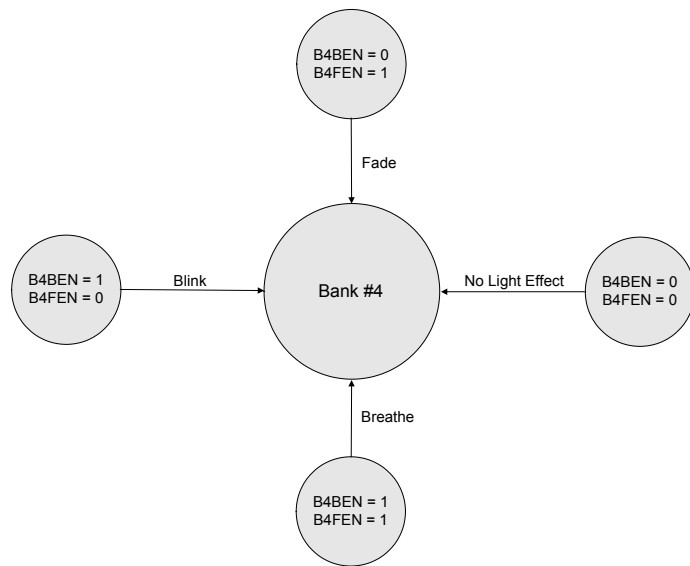 B4BEN = 0
B4FEN = 1
Fade
B4BEN = 1
B4FEN = 0
Blink
Bank #4
No Light Effect
B4BEN = 0
B4FEN = 0
Breathe
B4BEN = 1
B4FEN = 1